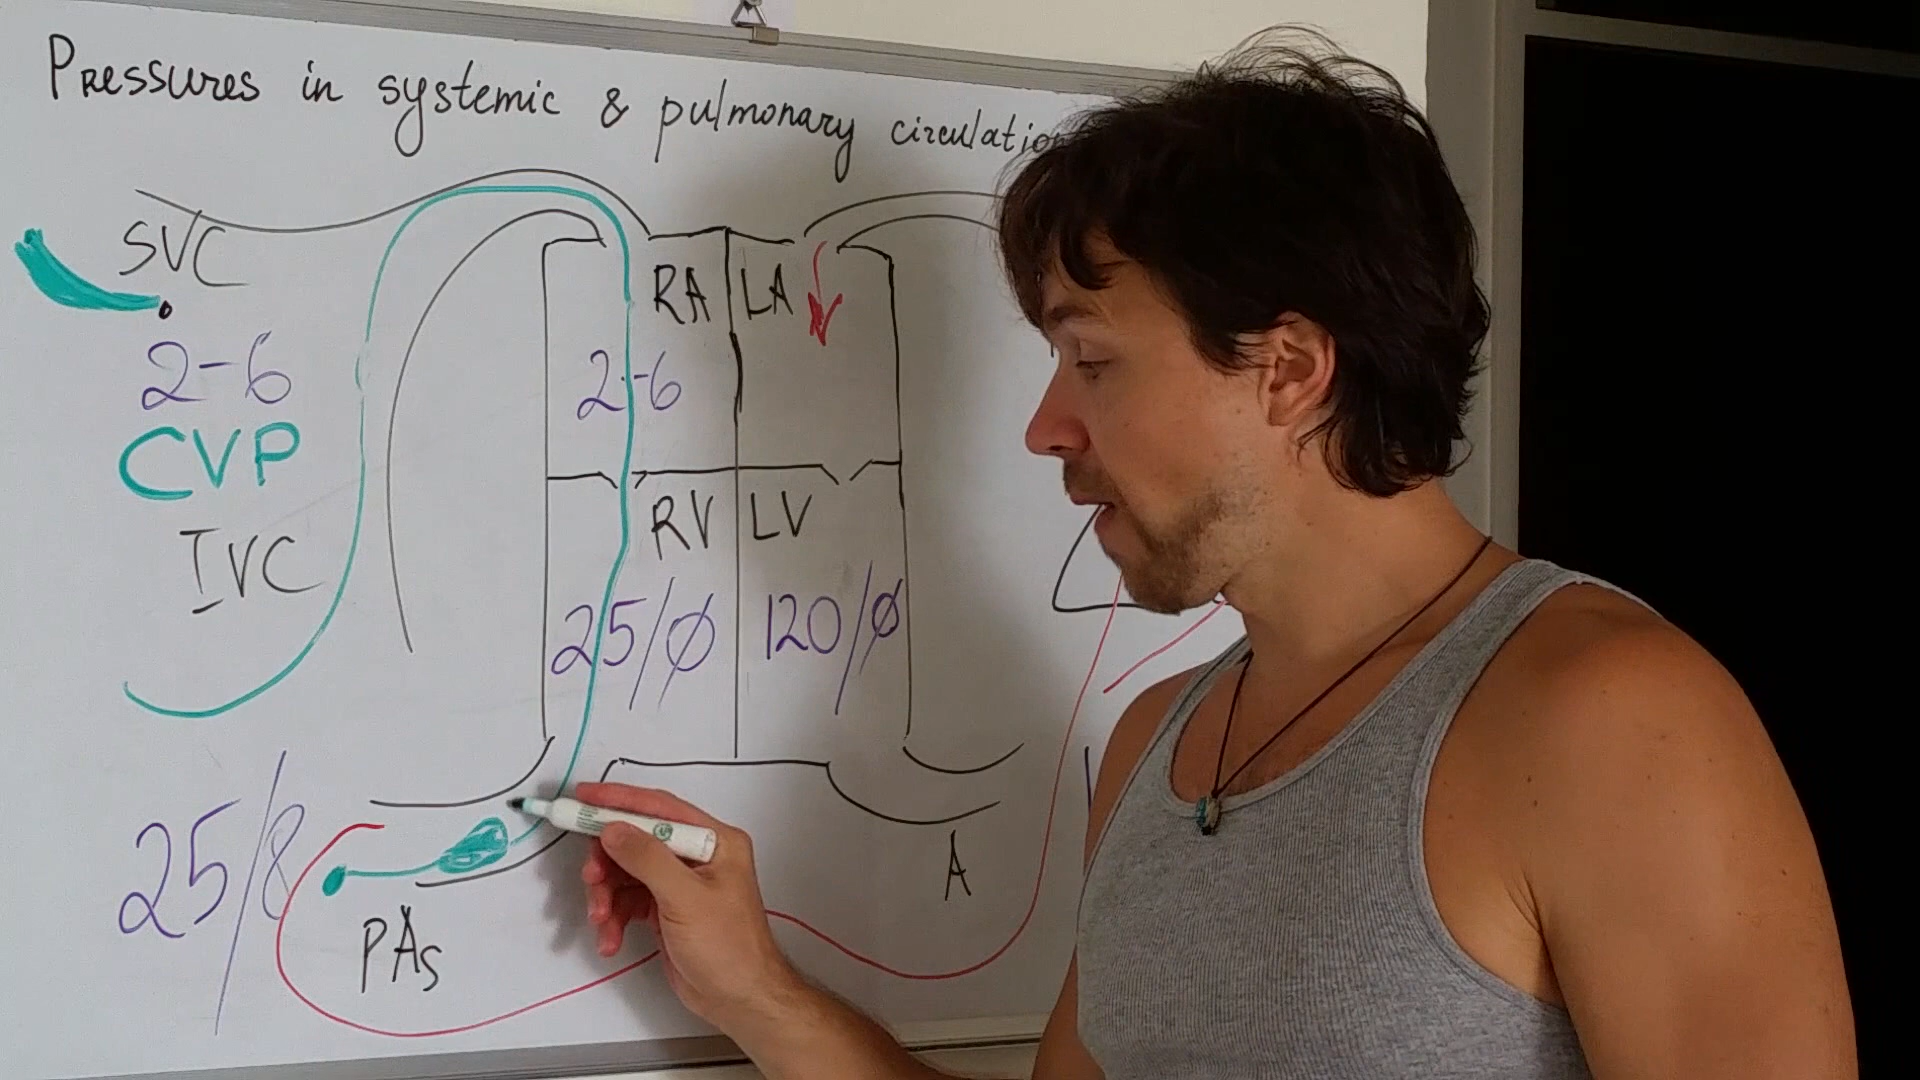 Pressures in systemic & pulmonary circulation
SVC
2-6
CVP
IVC
RA
LA
2-6
RV
LV
25/0
120/0
25/8
PAs
A